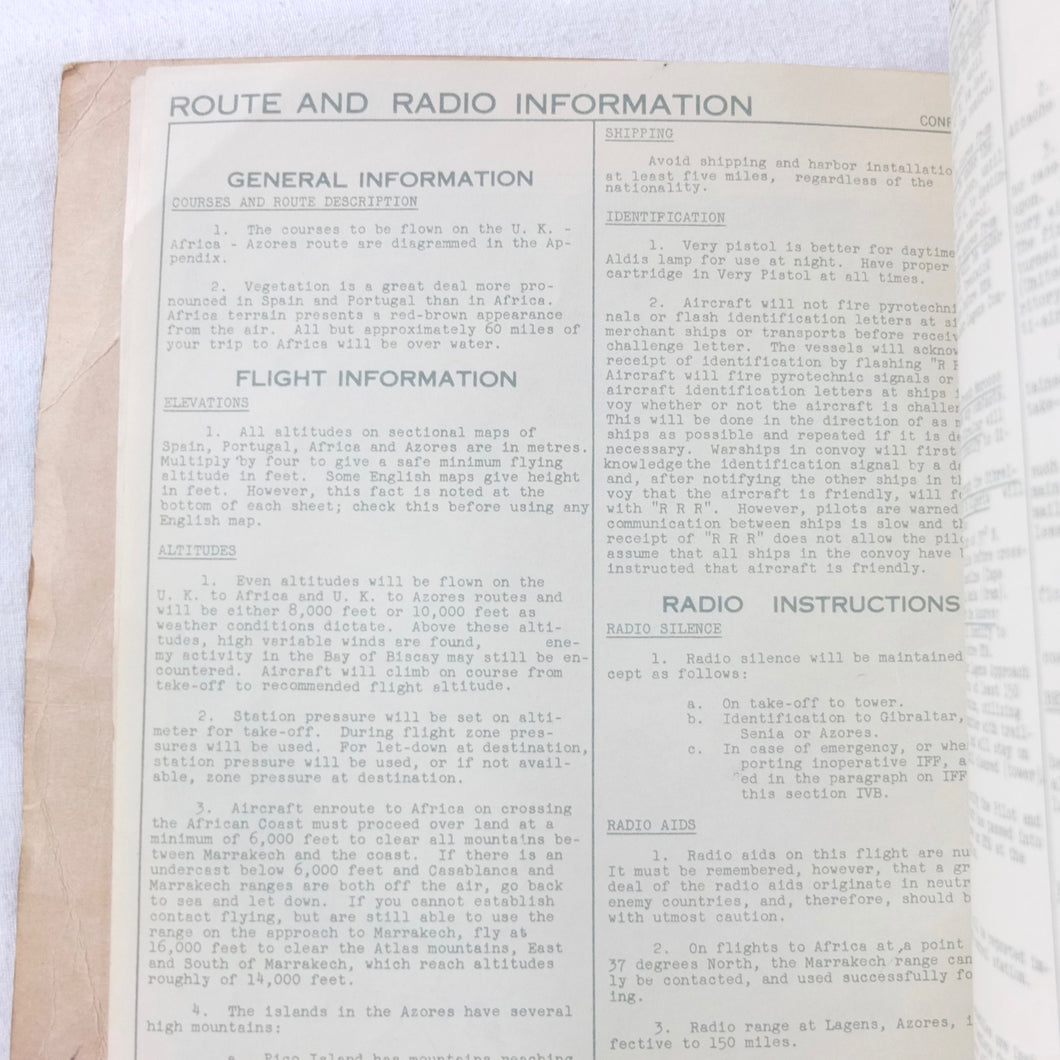 ROUTE AND RADIO INFORMATION
CONF
GENERAL INFORMATION
COURSES AND ROUTE DESCRIPTION
1. The courses to be flown on the U. K. -
Africa - Azores route are diagrammed in the Ap-
pendix.
2. Vegetation is a great deal more pro-
nounced in Spain and Portugal than in Africa.
Africa terrain presents a red-brown appearance
from the air. All but approximately 60 miles of
your trip to Africa will be over water.
FLIGHT INFORMATION
ELEVATIONS
1. All altitudes on sectional maps of
Spain, Portugal, Africa and Azores are in metres.
Multiply by four to give a safe minimum flying
altitude in feet. Some English maps give height
in feet. However, this fact is noted at the
bottom of each sheet; check this before using any
English map.
ALTITUDES
1. Even altitudes will be flown on the
U. K. to Africa and U. K. to Azores routes and
will be either 8,000 feet or 10,000 feet as
weather conditions dictate. Above these alti-
tudes, high variable winds are found, ene-
my activity in the Bay of Biscay may still be en-
countered. Aircraft will climb on course from
take-off to recommended flight altitude.
2. Station pressure will be set on alti-
meter for take-off. During flight zone pres-
sures will be used. For let-down at destination,
station pressure will be used, or if not avail-
able, zone pressure at destination.
3. Aircraft enroute to Africa on crossing
the African Coast must proceed over land at a
minimum of 6,000 feet to clear all mountains be-
tween Marrakech and the coast. If there is an
undercast below 6,000 feet and Casablanca and
Marrakech ranges are both off the air, go back
to sea and let down. If you cannot establish
contact flying, but are still able to use the
range on the approach to Marrakech, fly at
16,000 feet to clear the Atlas mountains, East
and South of Marrakech, which reach altitudes
roughly of 14,000 feet.
4. The islands in the Azores have several
high mountains:
a. Pico Island has mountains reaching
SHIPPING
Avoid shipping and harbor installatio
at least five miles, regardless of the
nationality.
IDENTIFICATION
1. Very pistol is better for daytime
Aldis lamp for use at night. Have proper
cartridge in Very Pistol at all times.
2. Aircraft will not fire pyrotechni
nals or flash identification letters at si
merchant ships or transports before receiv
challenge letter. The vessels will acknow
receipt of identification by flashing "R R
Aircraft will fire pyrotechnic signals or
aircraft identification letters at ships i
voy whether or not the aircraft is challen
This will be done in the direction of as m
ships as possible and repeated if it is de
necessary. Warships in convoy will first
knowledge the identification signal by a da
and, after notifying the other ships in th
voy that the aircraft is friendly, will fo
with "R R R". However, pilots are warned
communication between ships is slow and th
receipt of "R R R" does not allow the pilo
assume that all ships in the convoy have b
instructed that aircraft is friendly.
RADIO INSTRUCTIONS
RADIO SILENCE
1. Radio silence will be maintained
cept as follows:
a. On take-off to tower.
b. Identification to Gibraltar,
Senia or Azores.
c. In case of emergency, or whe
porting inoperative IFF, a
ed in the paragraph on IFF
this section IVB.
RADIO AIDS
1. Radio aids on this flight are nu
It must be remembered, however, that a gr
deal of the radio aids originate in neutr
enemy countries, and, therefore, should b
with utmost caution.
2. On flights to Africa at a point
37 degrees North, the Marrakech range can
ly be contacted, and used successfully fo
ing.
3. Radio range at Lagens, Azores, i
fective to 150 miles.